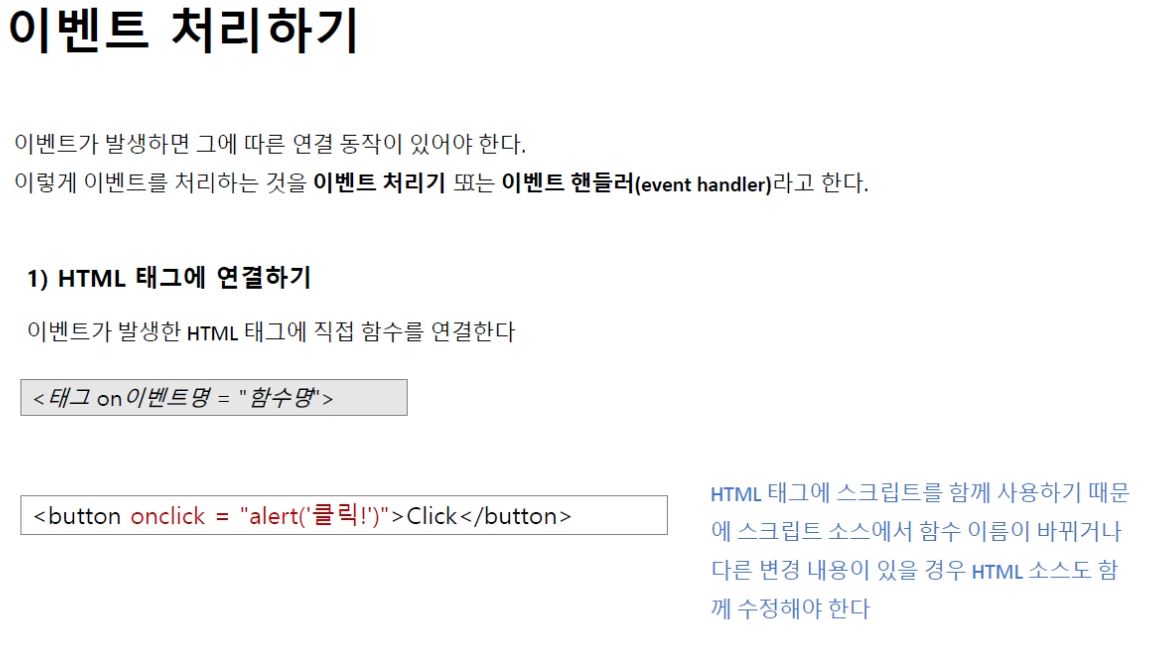 이벤트 처리하기
이벤트가 발생하면 그에 따른 연결 동작이 있어야 한다.
이렇게 이벤트를 처리하는 것을 이벤트 처리기 또는 이벤트 핸들러(event handler)라고 한다.
1) HTML 태그에 연결하기
이벤트가 발생한 HTML 태그에 직접 함수를 연결한다
<태그 on이벤트명 = "함수명">
<button onclick = "alert('클릭!')">Click</button>
HTML 태그에 스크립트를 함께 사용하기 때문
에 스크립트 소스에서 함수 이름이 바뀌거나
다른 변경 내용이 있을 경우 HTML 소스도 함
께 수정해야 한다